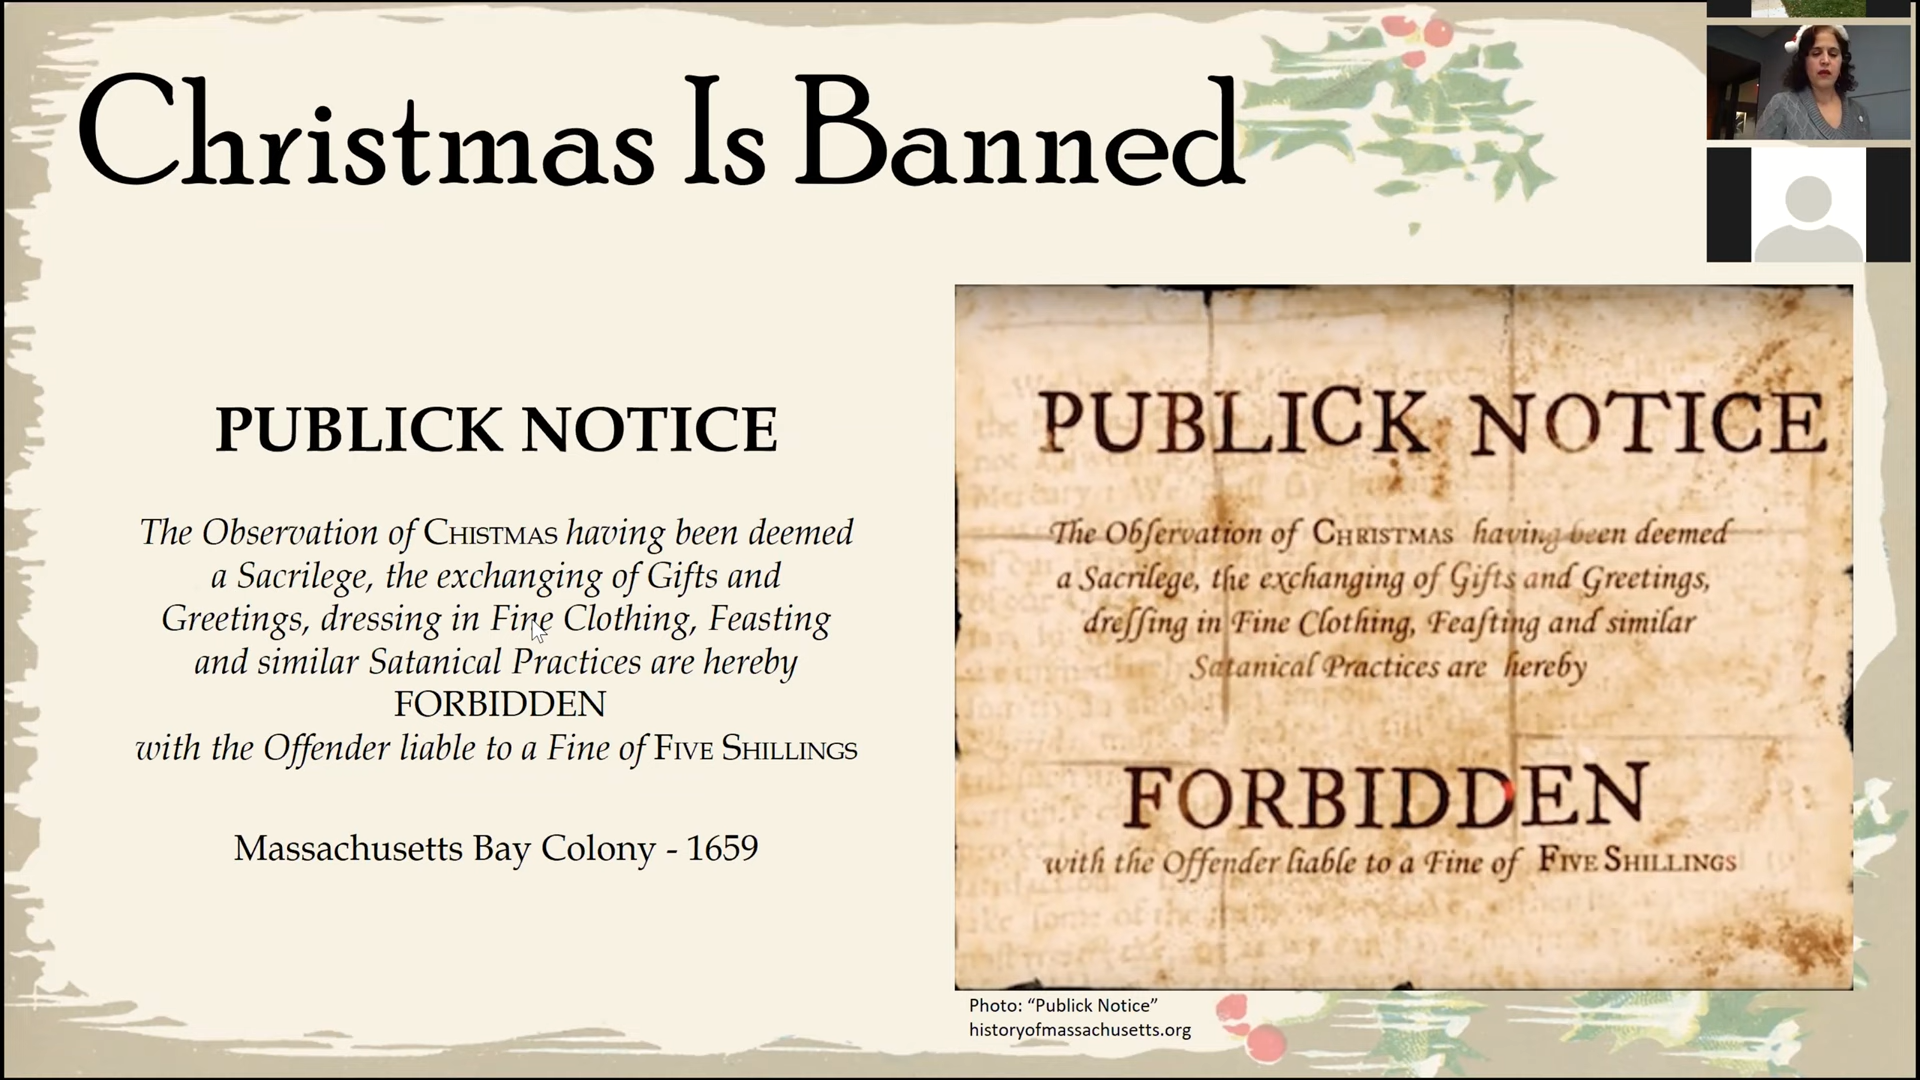 Christmas Is Banned
PUBLICK NOTICE
The Observation of CHISTMAS having been deemed
a Sacrilege, the exchanging of Gifts and
Greetings, dressing in Fine Clothing, Feasting
and similar Satanical Practices are hereby
FORBIDDEN
with the Offender liable to a Fine of FIVE SHILLINGS
Massachusetts Bay Colony - 1659
PUBLICK NOTICE
The Obſervation of CHRISTMAS having been deemed
a Sacrilege, the exchanging of Gifts and Greetings,
dreſſing in Fine Clothing, Feaſting and similar
Satanical Practices are hereby
FORBIDDEN
with the Offender liable to a Fine of FIVE SHILLINGS
Photo: “Publick Notice”
historyofmassachusetts.org